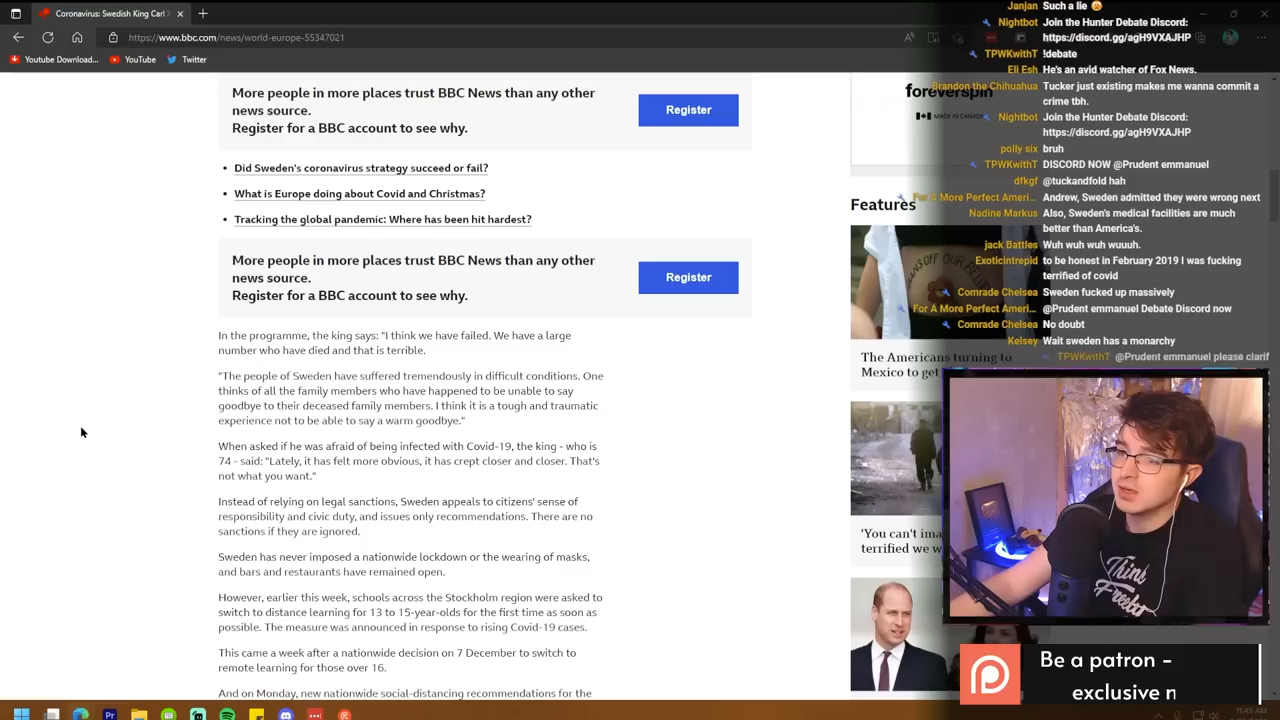 Coronavirus: Swedish King Carl X
https://www.bbc.com/news/world-europe-55347021
Youtube Download...
YouTube
Twitter
More people in more places trust BBC News than any other
news source.
Register for a BBC account to see why.
Register
Did Sweden's coronavirus strategy succeed or fail?
What is Europe doing about Covid and Christmas?
Tracking the global pandemic: Where has been hit hardest?
More people in more places trust BBC News than any other
news source.
Register for a BBC account to see why.
Register
In the programme, the king says: "I think we have failed. We have a large
number who have died and that is terrible.
"The people of Sweden have suffered tremendously in difficult conditions. One
thinks of all the family members who have happened to be unable to say
goodbye to their deceased family members. I think it is a tough and traumatic
experience not to be able to say a warm goodbye."
When asked if he was afraid of being infected with Covid-19, the king - who is
74 - said: "Lately, it has felt more obvious, it has crept closer and closer. That's
not what you want."
Instead of relying on legal sanctions, Sweden appeals to citizens' sense of
responsibility and civic duty, and issues only recommendations. There are no
sanctions if they are ignored.
Sweden has never imposed a nationwide lockdown or the wearing of masks,
and bars and restaurants have remained open.
However, earlier this week, schools across the Stockholm region were asked to
switch to distance learning for 13 to 15-year-olds for the first time as soon as
possible. The measure was announced in response to rising Covid-19 cases.
This came a week after a nationwide decision on 7 December to switch to
remote learning for those over 16.
And on Monday, new nationwide social-distancing recommendations for the
foreverspin
MADE IN CANADA
Features
The Americans turning to
Mexico to get
'You can't ima
terrified we w
Janjan Such a lie
Nightbot Join the Hunter Debate Discord:
https://discord.gg/agH9VXAJHP
TPWKwithT !debate
Eli Esh He's an avid watcher of Fox News.
Brandon the Chihuahua Tucker just existing makes me wanna commit a
crime tbh.
Nightbot Join the Hunter Debate Discord:
https://discord.gg/agH9VXAJHP
polly six bruh
TPWKwithT DISCORD NOW @Prudent emmanuel
dfkgf @tuckandfold hah
For A More Perfect Ameri... Andrew, Sweden admitted they were wrong next
Nadine Markus Also, Sweden's medical facilities are much
better than America's.
jack Battles Wuh wuh wuh wuuuh.
Exoticintrepid to be honest in February 2019 I was fucking
terrified of covid
Comrade Chelsea Sweden fucked up massively
For A More Perfect Ameri... @Prudent emmanuel Debate Discord now
Comrade Chelsea No doubt
Kelsey Wait sweden has a monarchy
TPWKwithT @Prudent emmanuel please clarif
Think
Freebot
Be a patron -
exclusive n
11:45 AM